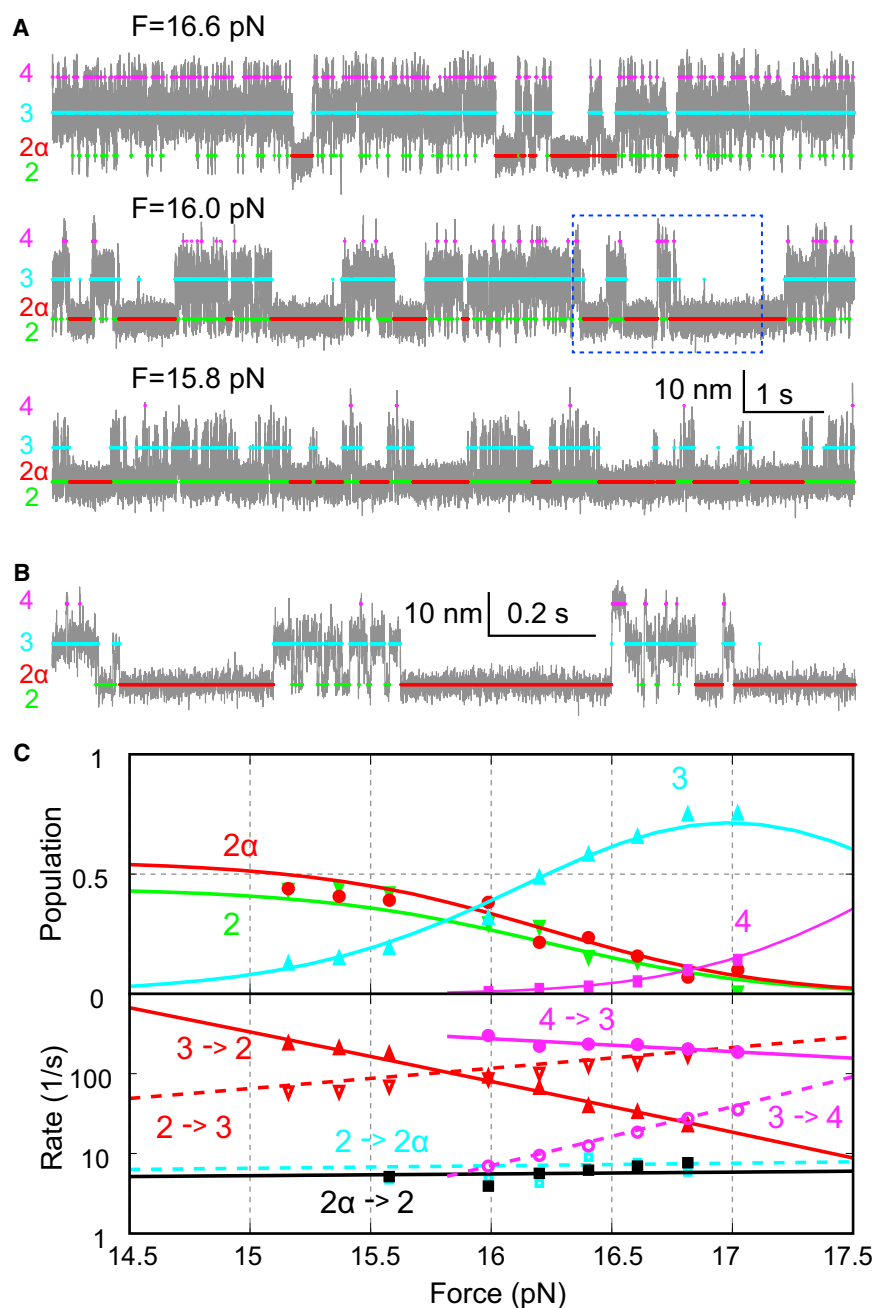 A
F=16.6 pN
4
3
2α
2
F=16.0 pN
4
3
2α
2
F=15.8 pN
10 nm
1 s
4
3
2α
2
B
4
3
2α
2
10 nm
0.2 s
C
1
3
2α
0.5
2
4
0
Population
3 -> 2
4 -> 3
100
2 -> 3
3 -> 4
2 -> 2α
10
2α -> 2
1
Rate (1/s)
14.5
15
15.5
16
16.5
17
17.5
Force (pN)